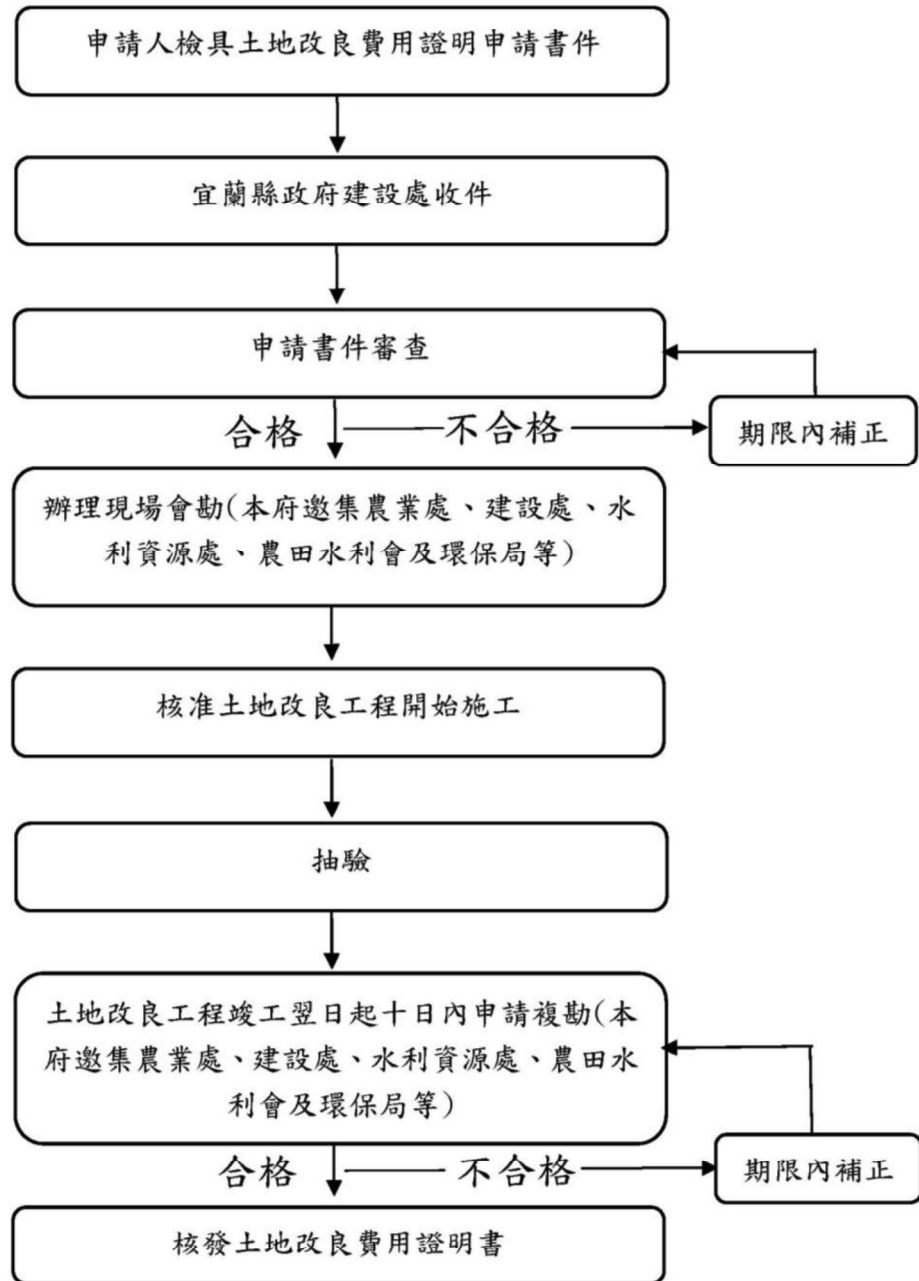 申請人檢具土地改良費用證明申請書件
宜蘭縣政府建設處收件
申請書件審查
合格
不合格
期限內補正
辦理現場會勘(本府邀集農業處、建設處、水
利資源處、農田水利會及環保局等)
核准土地改良工程開始施工
抽驗
土地改良工程竣工翌日起十日內申請複勘(本
府邀集農業處、建設處、水利資源處、農田水
利會及環保局等)
合格
不合格
期限內補正
核發土地改良費用證明書